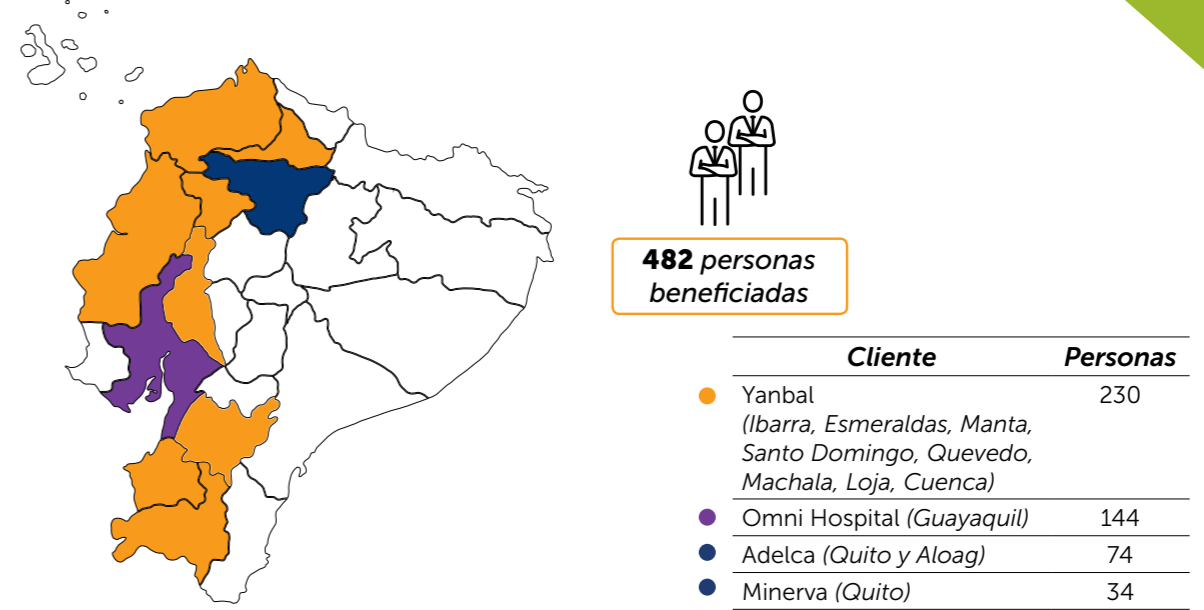 482 personas
beneficiadas
Cliente Personas
Yanbal 230
(Ibarra, Esmeraldas, Manta,
Santo Domingo, Quevedo,
Machala, Loja, Cuenca)
Omni Hospital (Guayaquil) 144
Adelca (Quito y Aloag) 74
Minerva (Quito) 34